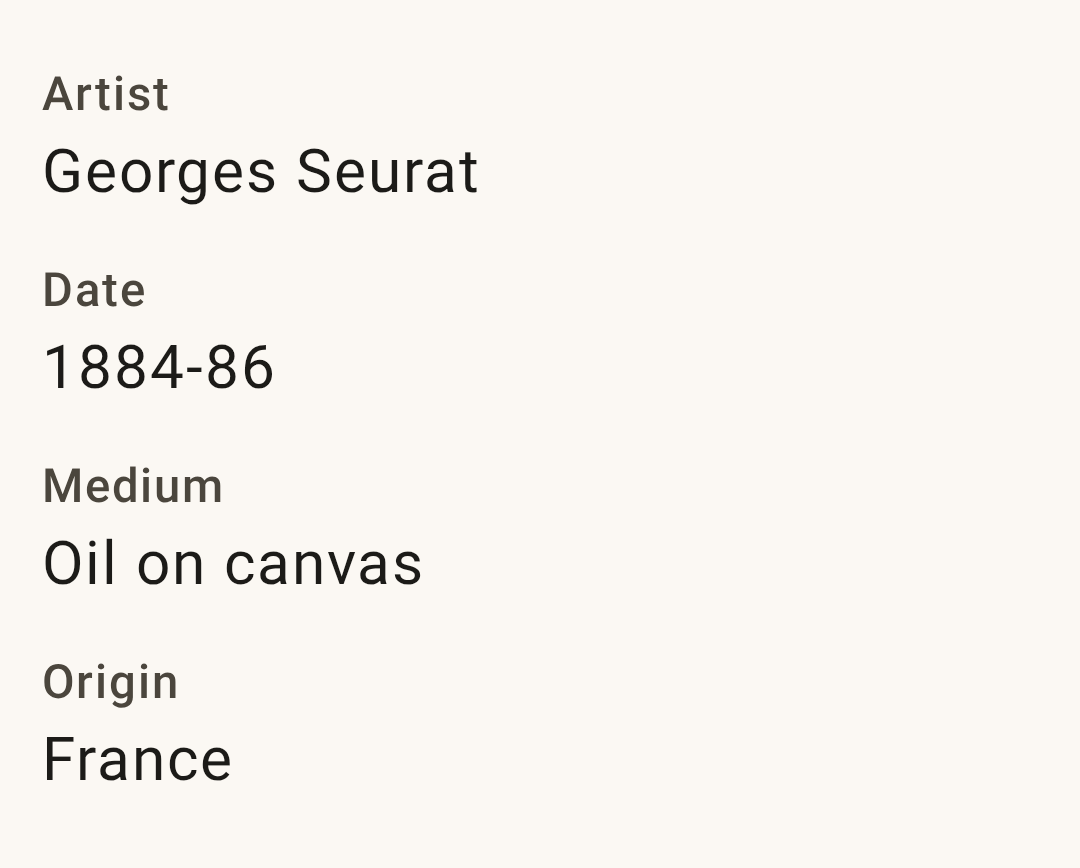 Artist
Georges Seurat
Date
1884-86
Medium
Oil on canvas
Origin
France